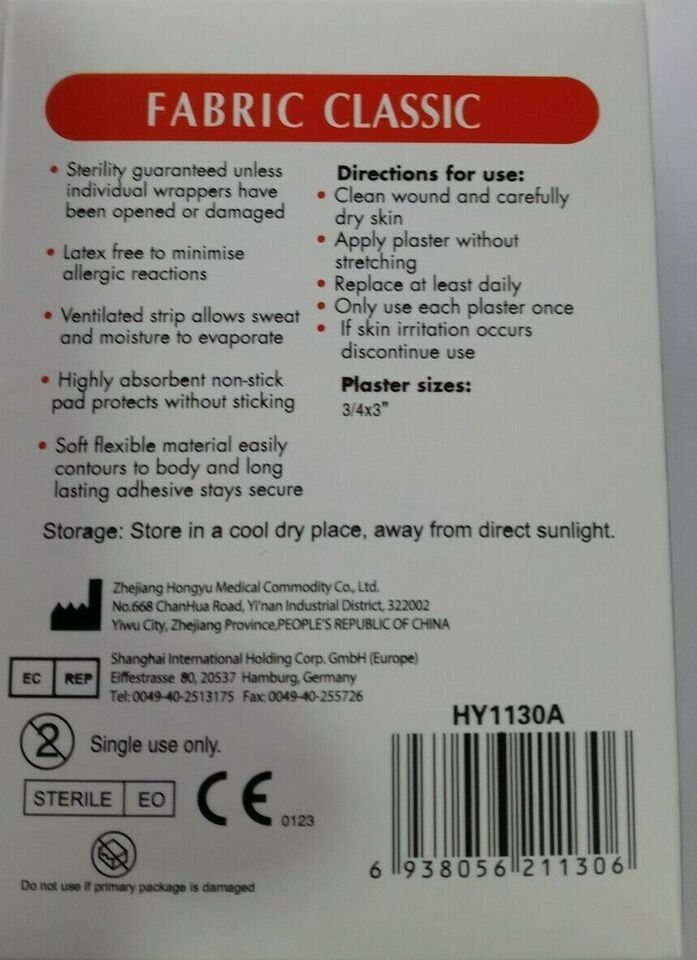 FABRIC CLASSIC
• Sterility guaranteed unless
individual wrappers have
been opened or damaged
• Latex free to minimise
allergic reactions
• Ventilated strip allows sweat
and moisture to evaporate
• Highly absorbent non-stick
pad protects without sticking
• Soft flexible material easily
contours to body and long
lasting adhesive stays secure
Directions for use:
• Clean wound and carefully
dry skin
• Apply plaster without
stretching
• Replace at least daily
• Only use each plaster once
• If skin irritation occurs
discontinue use
Plaster sizes:
3/4x3”
Storage: Store in a cool dry place, away from direct sunlight.
Zhejiang Hongyu Medical Commodity Co., Ltd.
No.668 ChanHua Road, Yi'nan Industrial District, 322002
Yiwu City, Zhejiang Province,PEOPLE'S REPUBLIC OF CHINA
EC REP
Shanghai International Holding Corp. GmbH (Europe)
Eiffestrasse 80, 20537 Hamburg, Germany
Tel: 0049-40-2513175 Fax: 0049-40-255726
2 Single use only.
STERILE EO
CE 0123
Do not use if primary package is damaged
HY1130A
6 938056 211306